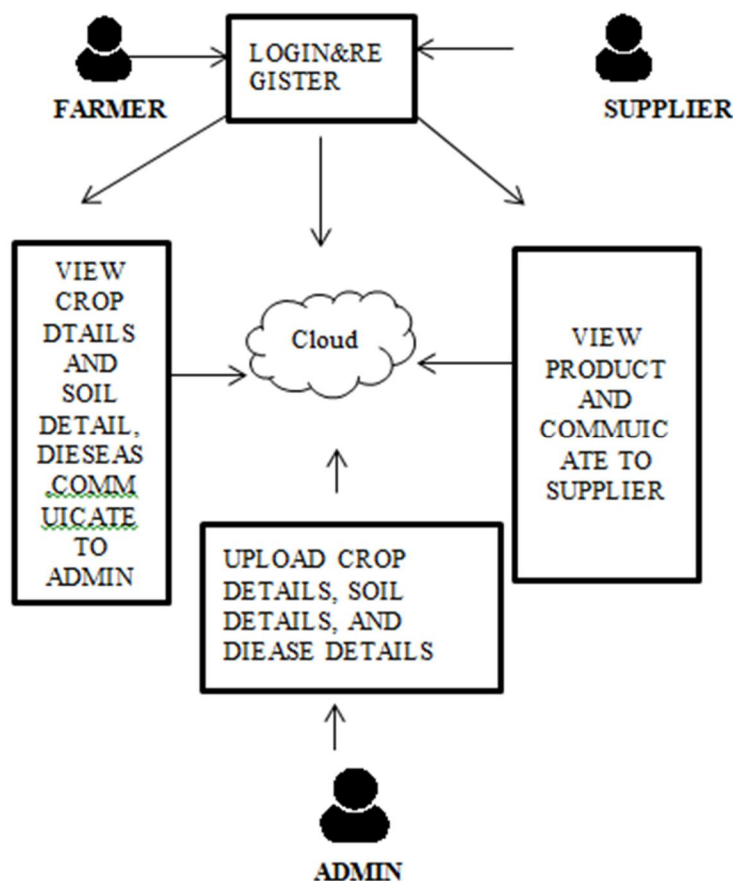 LOGIN&RE
GISTER
FARMER
SUPPLIER
VIEW
CROP
DTAILS
AND
SOIL
DETAIL,
DIESEAS
.COMM
UICATE
TO
ADMIN
Cloud
VIEW
PRODUCT
AND
COMMUIC
ATE TO
SUPPLIER
UPLOAD CROP
DETAILS, SOIL
DETAILS, AND
DIEASE DETAILS
ADMIN